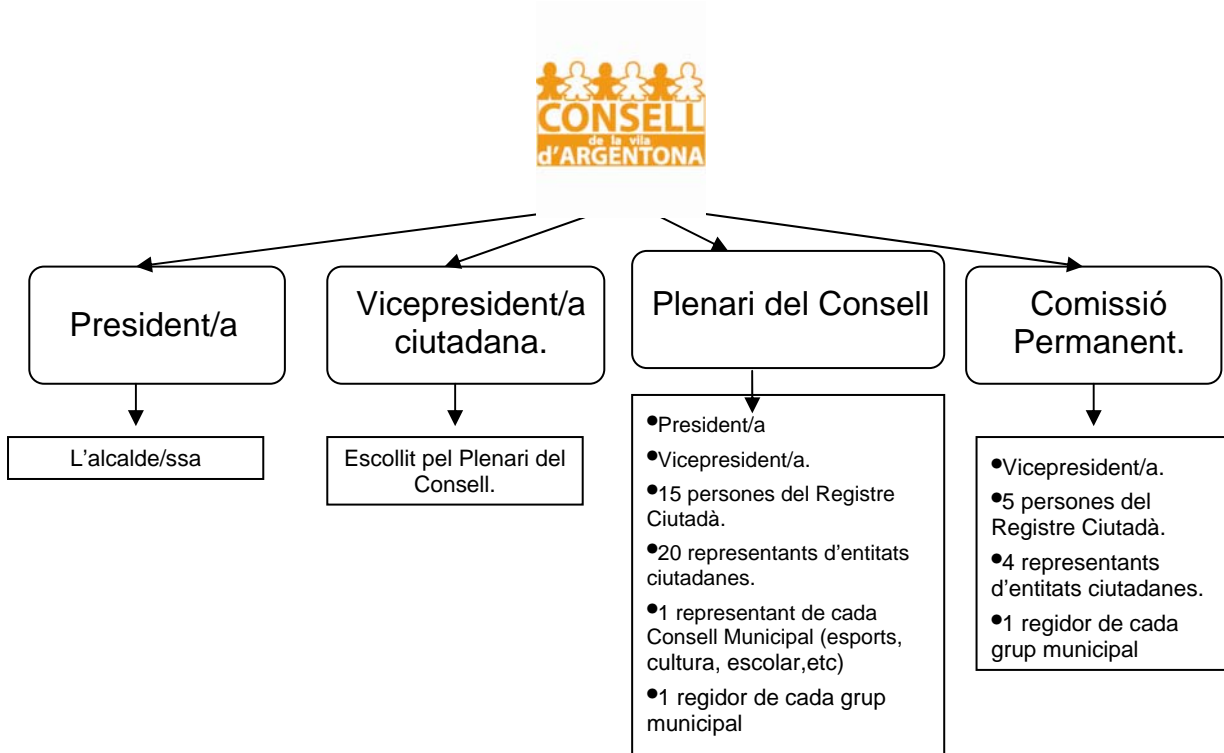 CONSELL
de la vila
d'ARGENTONA
President/a
Vicepresident/a
ciutadana.
Plenari del Consell
Comissió
Permanent.
L'alcalde/ssa
Escollit pel Plenari del
Consell.
•President/a
•Vicepresident/a.
•15 persones del Registre
Ciutadà.
•20 representants d'entitats
ciutadanes.
•1 representant de cada
Consell Municipal (esports,
cultura, escolar,etc)
•1 regidor de cada grup
municipal
•Vicepresident/a.
•5 persones del
Registre Ciutadà.
•4 representants
d'entitats ciutadanes.
•1 regidor de cada
grup municipal